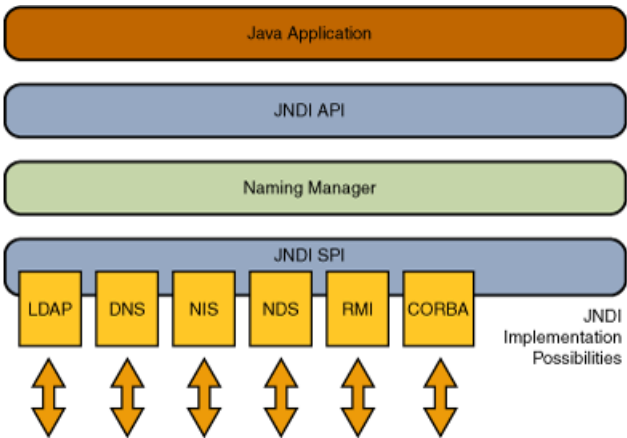 Java Application
JNDI API
Naming Manager
JNDI SPI
LDAP
DNS
NIS
NDS
RMI
CORBA
JNDI
Implementation
Possibilities